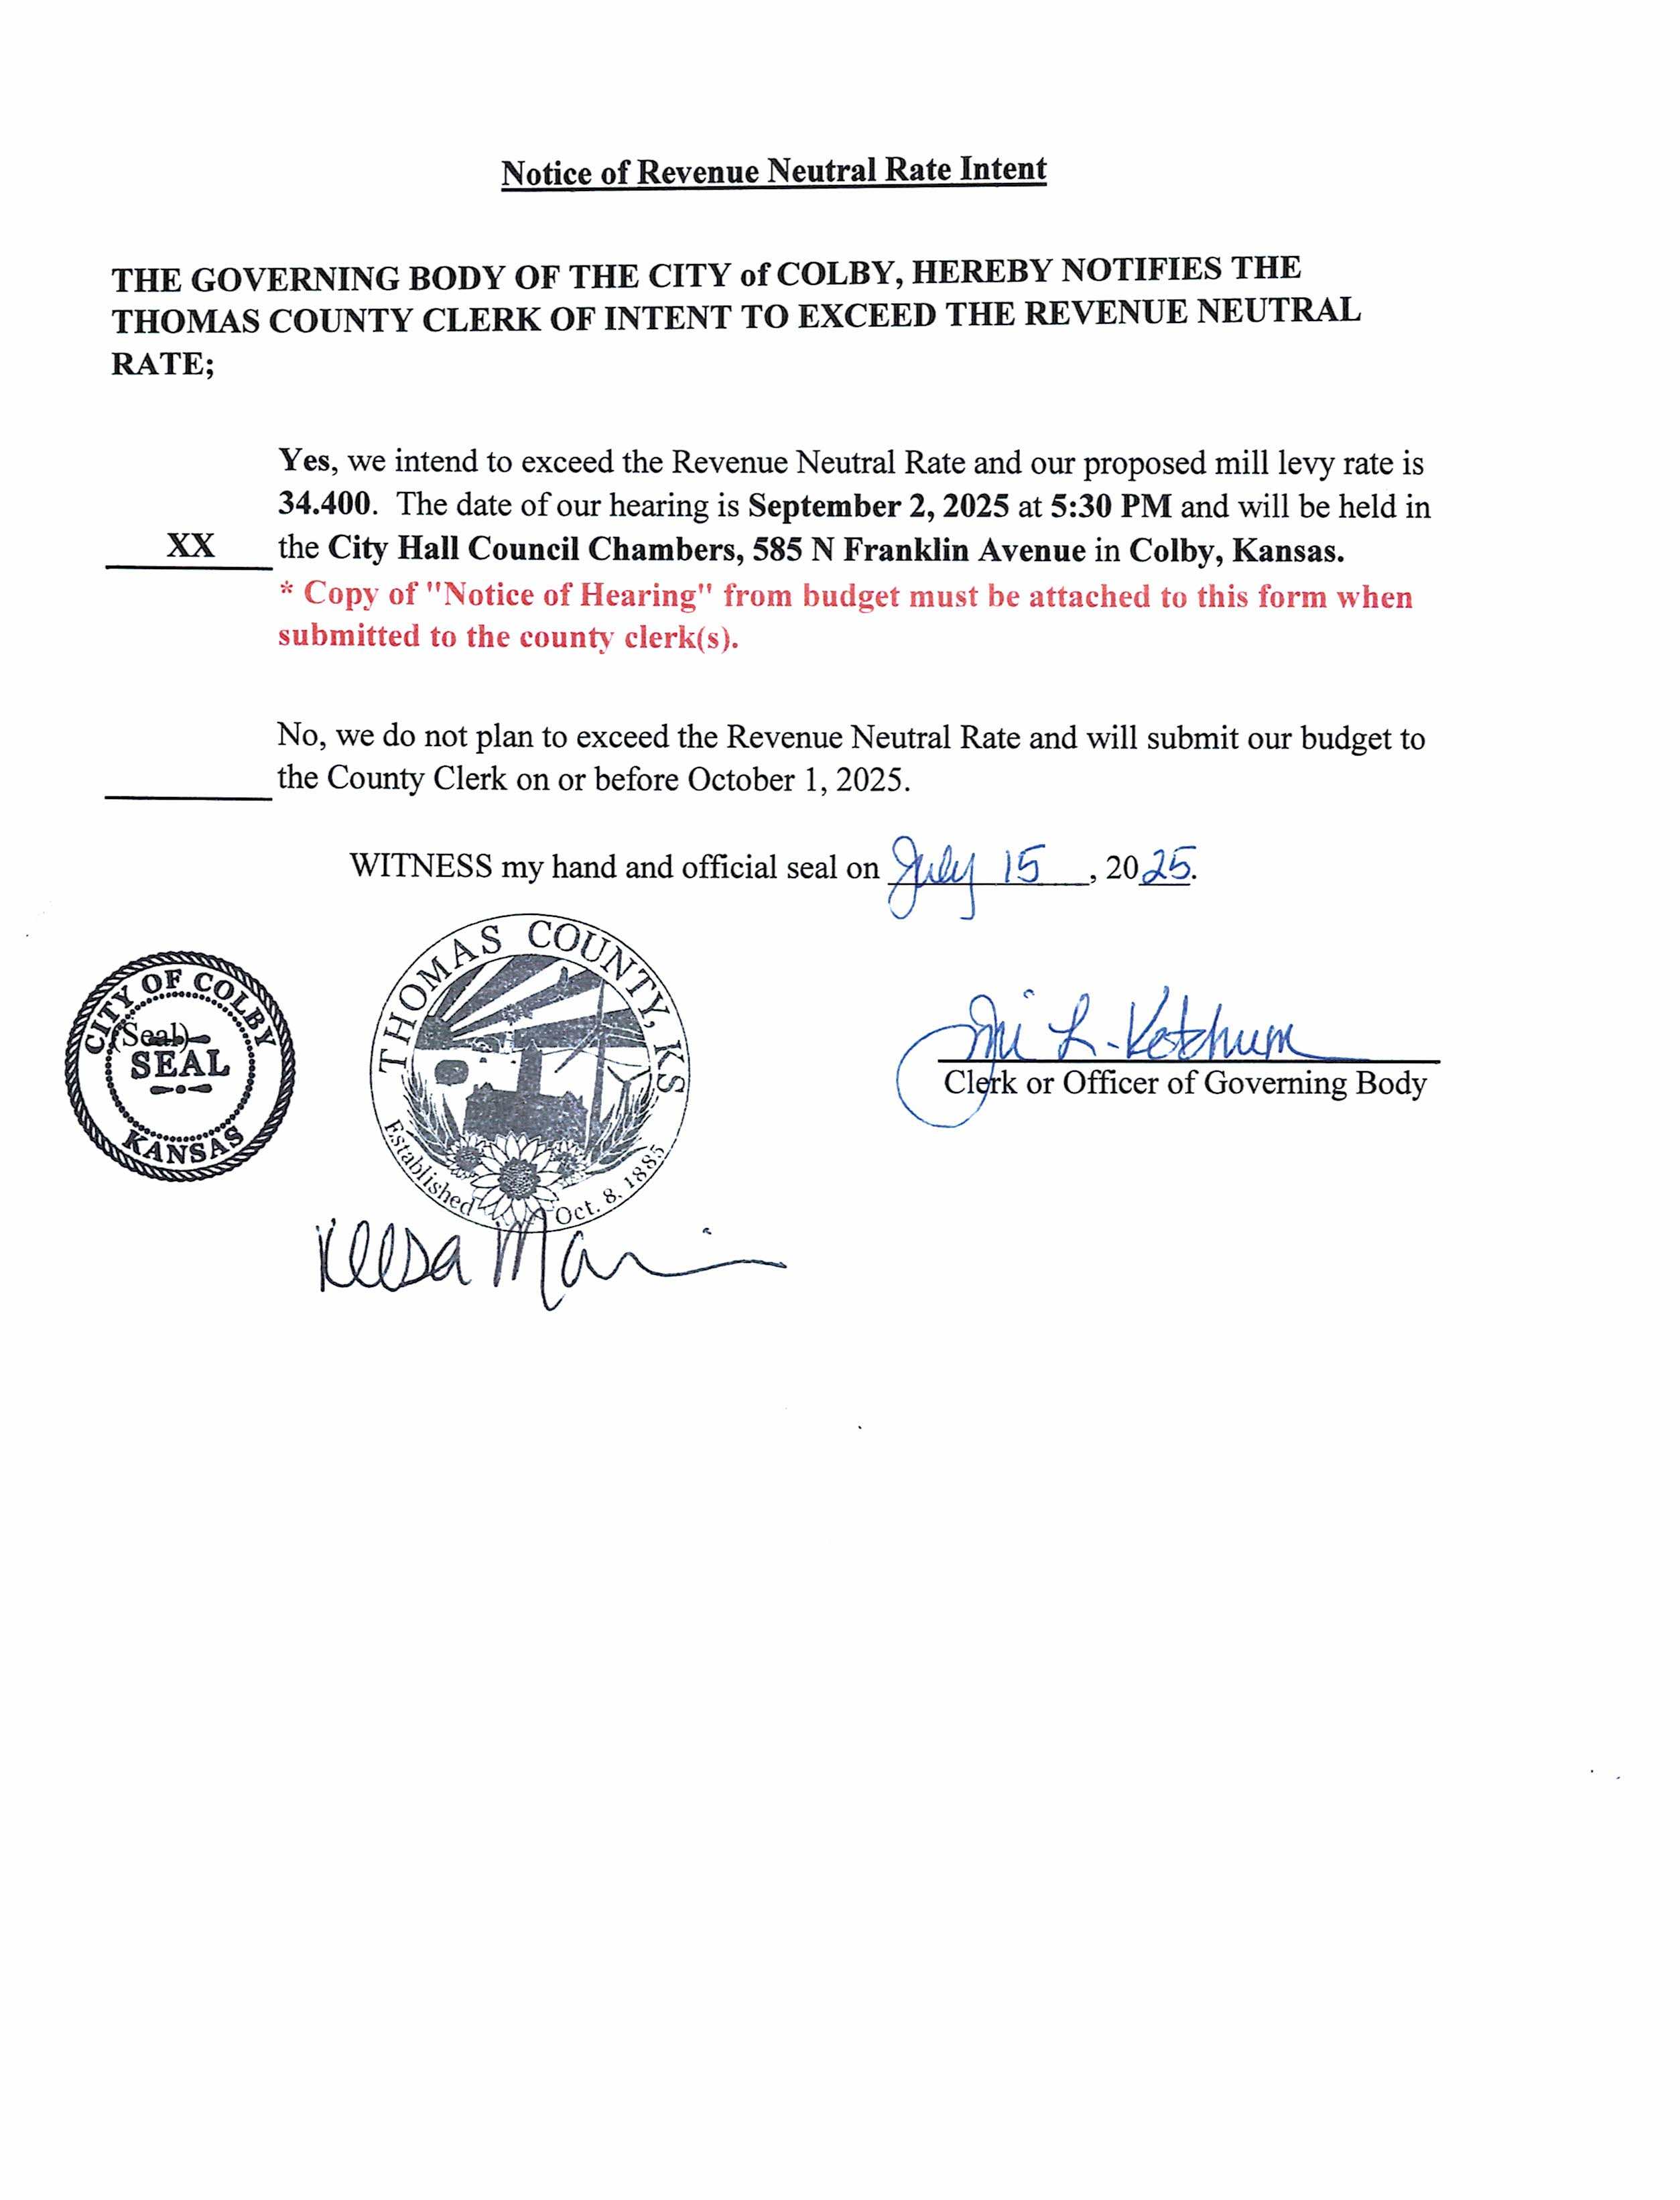 Notice of Revenue Neutral Rate Intent
THE GOVERNING BODY OF THE CITY of COLBY, HEREBY NOTIFIES THE
THOMAS COUNTY CLERK OF INTENT TO EXCEED THE REVENUE NEUTRAL
RATE;
Yes, we intend to exceed the Revenue Neutral Rate and our proposed mill levy rate is
34.400. The date of our hearing is September 2, 2025 at 5:30 PM and will be held in
XX the City Hall Council Chambers, 585 N Franklin Avenue in Colby, Kansas.
* Copy of "Notice of Hearing" from budget must be attached to this form when
submitted to the county clerk(s).
No, we do not plan to exceed the Revenue Neutral Rate and will submit our budget to
the County Clerk on or before October 1, 2025.
WITNESS my hand and official seal on July 15, 2025.
CITY OF COLBY
(Seal)
SEAL
KANSAS
THOMAS COUNTY, KS
Established Oct. 8, 1885
L. Ketchum
Clerk or Officer of Governing Body